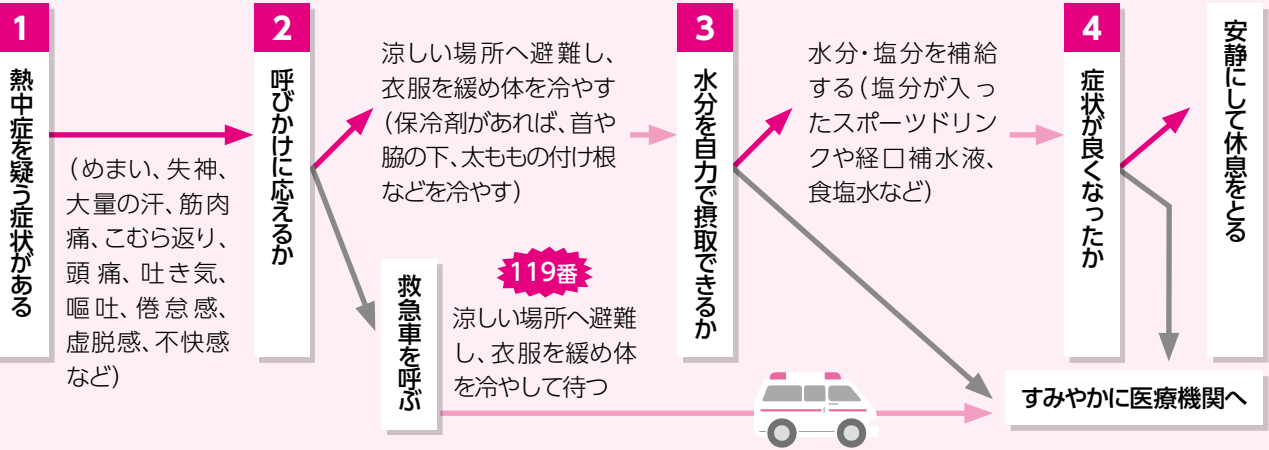 1
熱中症を疑う症状がある
(めまい、失神、
大量の汗、筋肉
痛、こむら返り、
頭痛、吐き気、
嘔吐、倦怠感、
虚脱感、不快感
など)
2
呼びかけに応えるか
涼しい場所へ避難し、
衣服を緩め体を冷やす
(保冷剤があれば、首や
脇の下、太ももの付け根
などを冷やす)
救急車を呼ぶ
119番
涼しい場所へ避難
し、衣服を緩め体
を冷やして待つ
3
水分を自力で摂取できるか
水分・塩分を補給
する(塩分が入っ
たスポーツドリン
クや経口補水液、
食塩水など)
4
症状が良くなったか
安静にして休息をとる
すみやかに医療機関へ